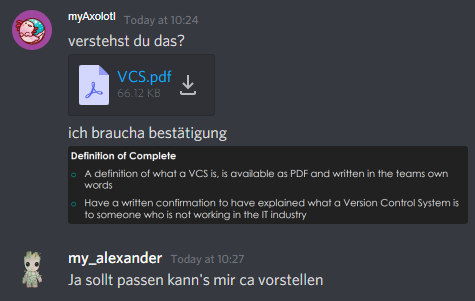 myAxolotl Today at 10:24
verstehst du das?
VCS.pdf
66.12 KB
ich braucha bestätigung
Definition of Complete
o A definition of what a VCS is, is available as PDF and written in the teams own
words
o Have a written confirmation to have explained what a Version Control System is
to someone who is not working in the IT industry
my_alexander Today at 10:27
Ja sollt passen kann's mir ca vorstellen